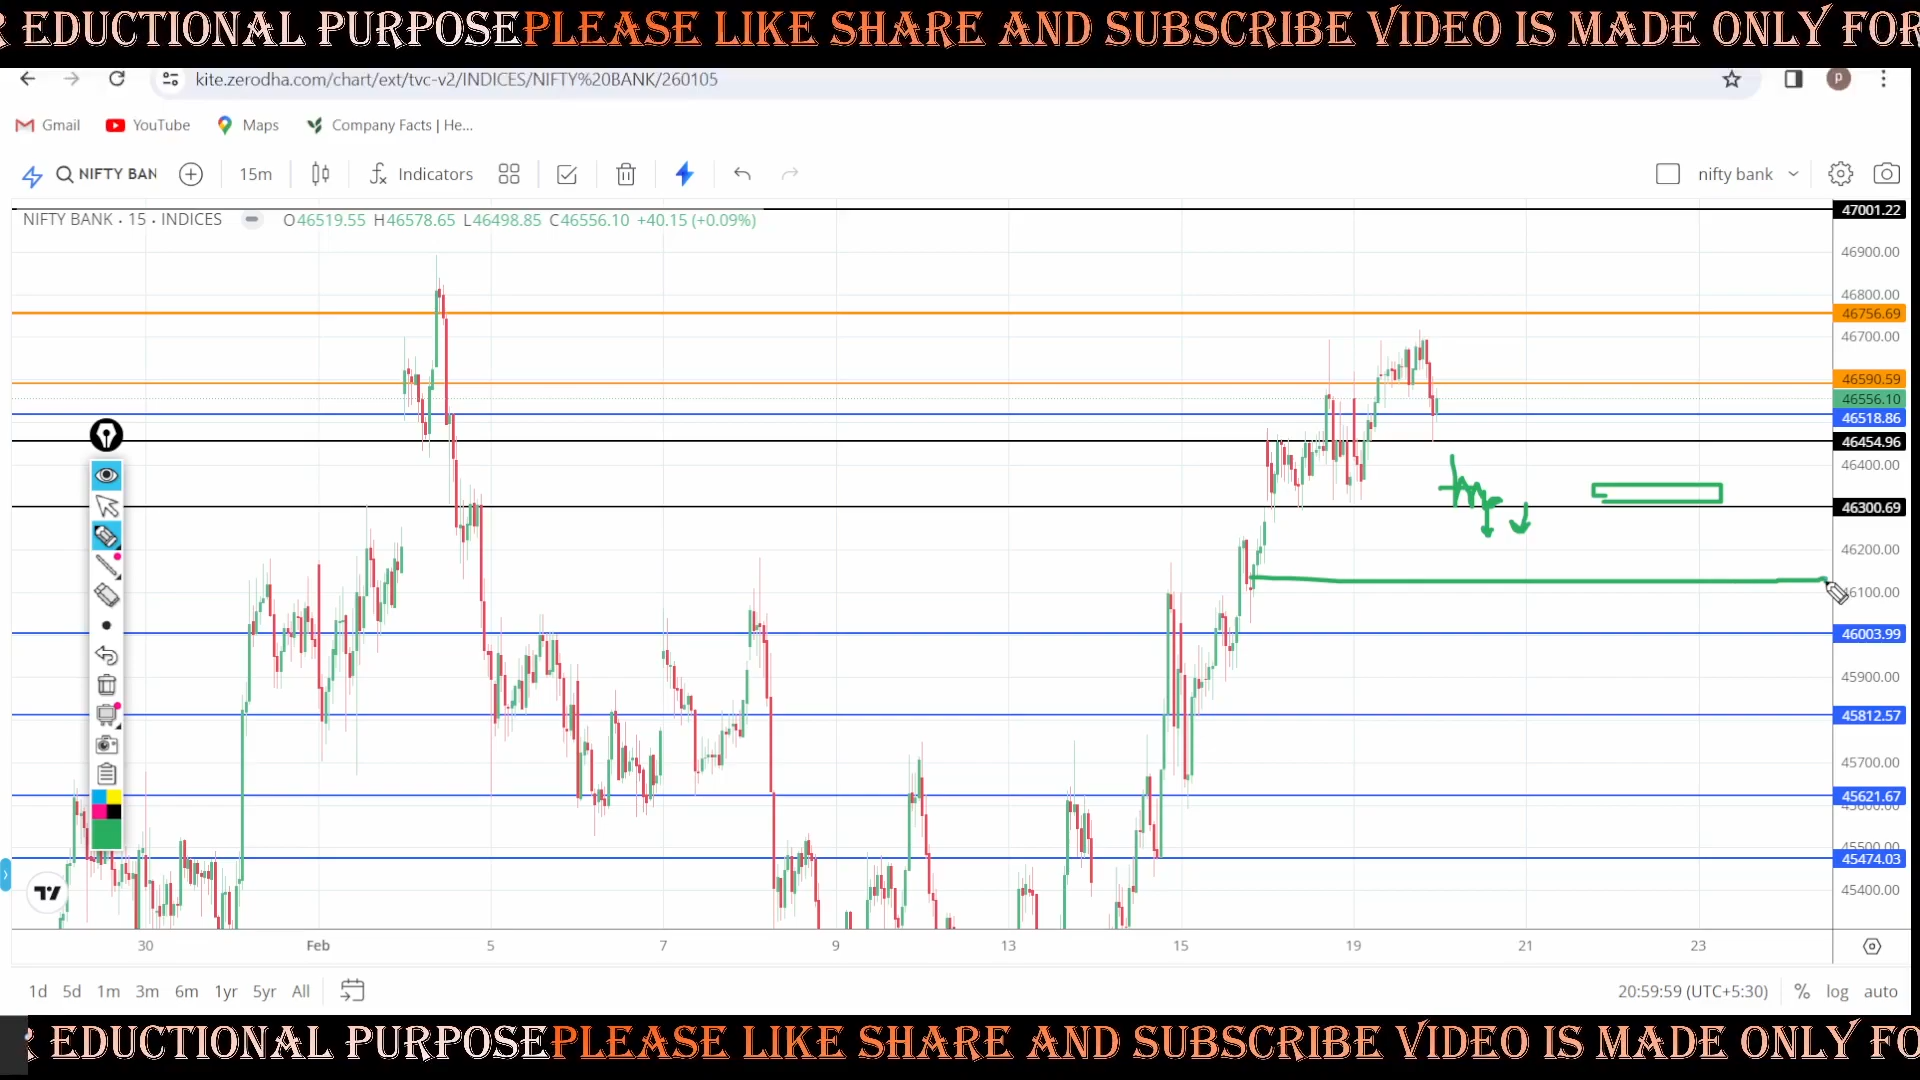 R EDUCTIONAL PURPOSEPLEASE LIKE SHARE AND SUBSCRIBE VIDEO IS MADE ONLY FOR
kite.zerodha.com/chart/ext/tvc-v2/INDICES/NIFTY%20BANK/260105
p
Gmail YouTube Maps Company Facts | He...
NIFTY BAN 15m Indicators nifty bank
NIFTY BANK · 15 · INDICES O46519.55 H46578.65 L46498.85 C46556.10 +40.15 (+0.09%)
47001.22
46900.00
46800.00
46756.69
46700.00
46590.59
46556.10
46518.86
46454.96
46400.00
46300.69
46200.00
46100.00
46003.99
45900.00
45812.57
45700.00
45621.67
45600.00
45500.00
45474.03
45400.00
30 Feb 5 7 9 13 15 19 21 23
1d 5d 1m 3m 6m 1yr 5yr All 20:59:59 (UTC+5:30) % log auto
R EDUCTIONAL PURPOSEPLEASE LIKE SHARE AND SUBSCRIBE VIDEO IS MADE ONLY FO